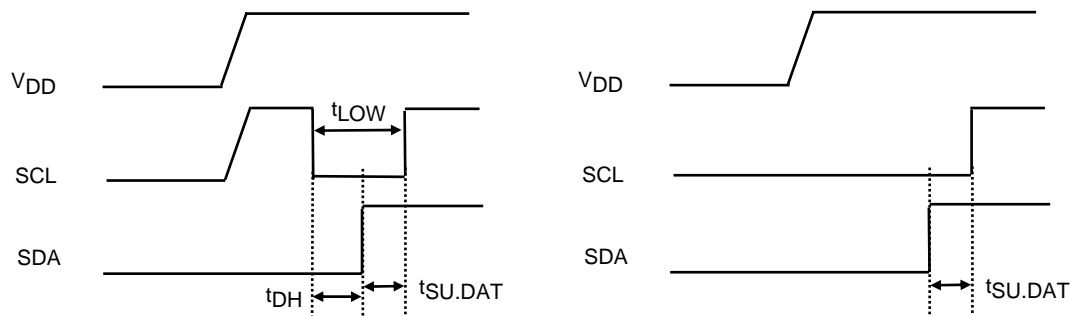 VDD
tLOW
SCL
SDA
tDH
tSU.DAT
VDD
SCL
SDA
tSU.DAT